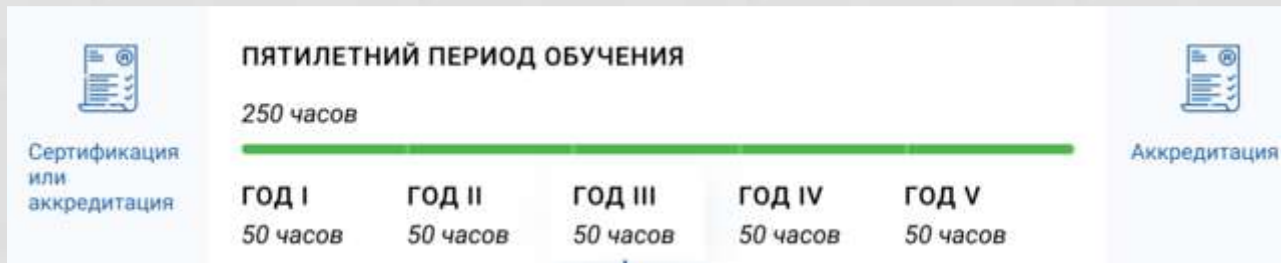 Сертификация
или
аккредитация
ПЯТИЛЕТНИЙ ПЕРИОД ОБУЧЕНИЯ
250 часов
ГОД I
50 часов
ГОД II
50 часов
ГОД III
50 часов
ГОД IV
50 часов
ГОД V
50 часов
Аккредитация